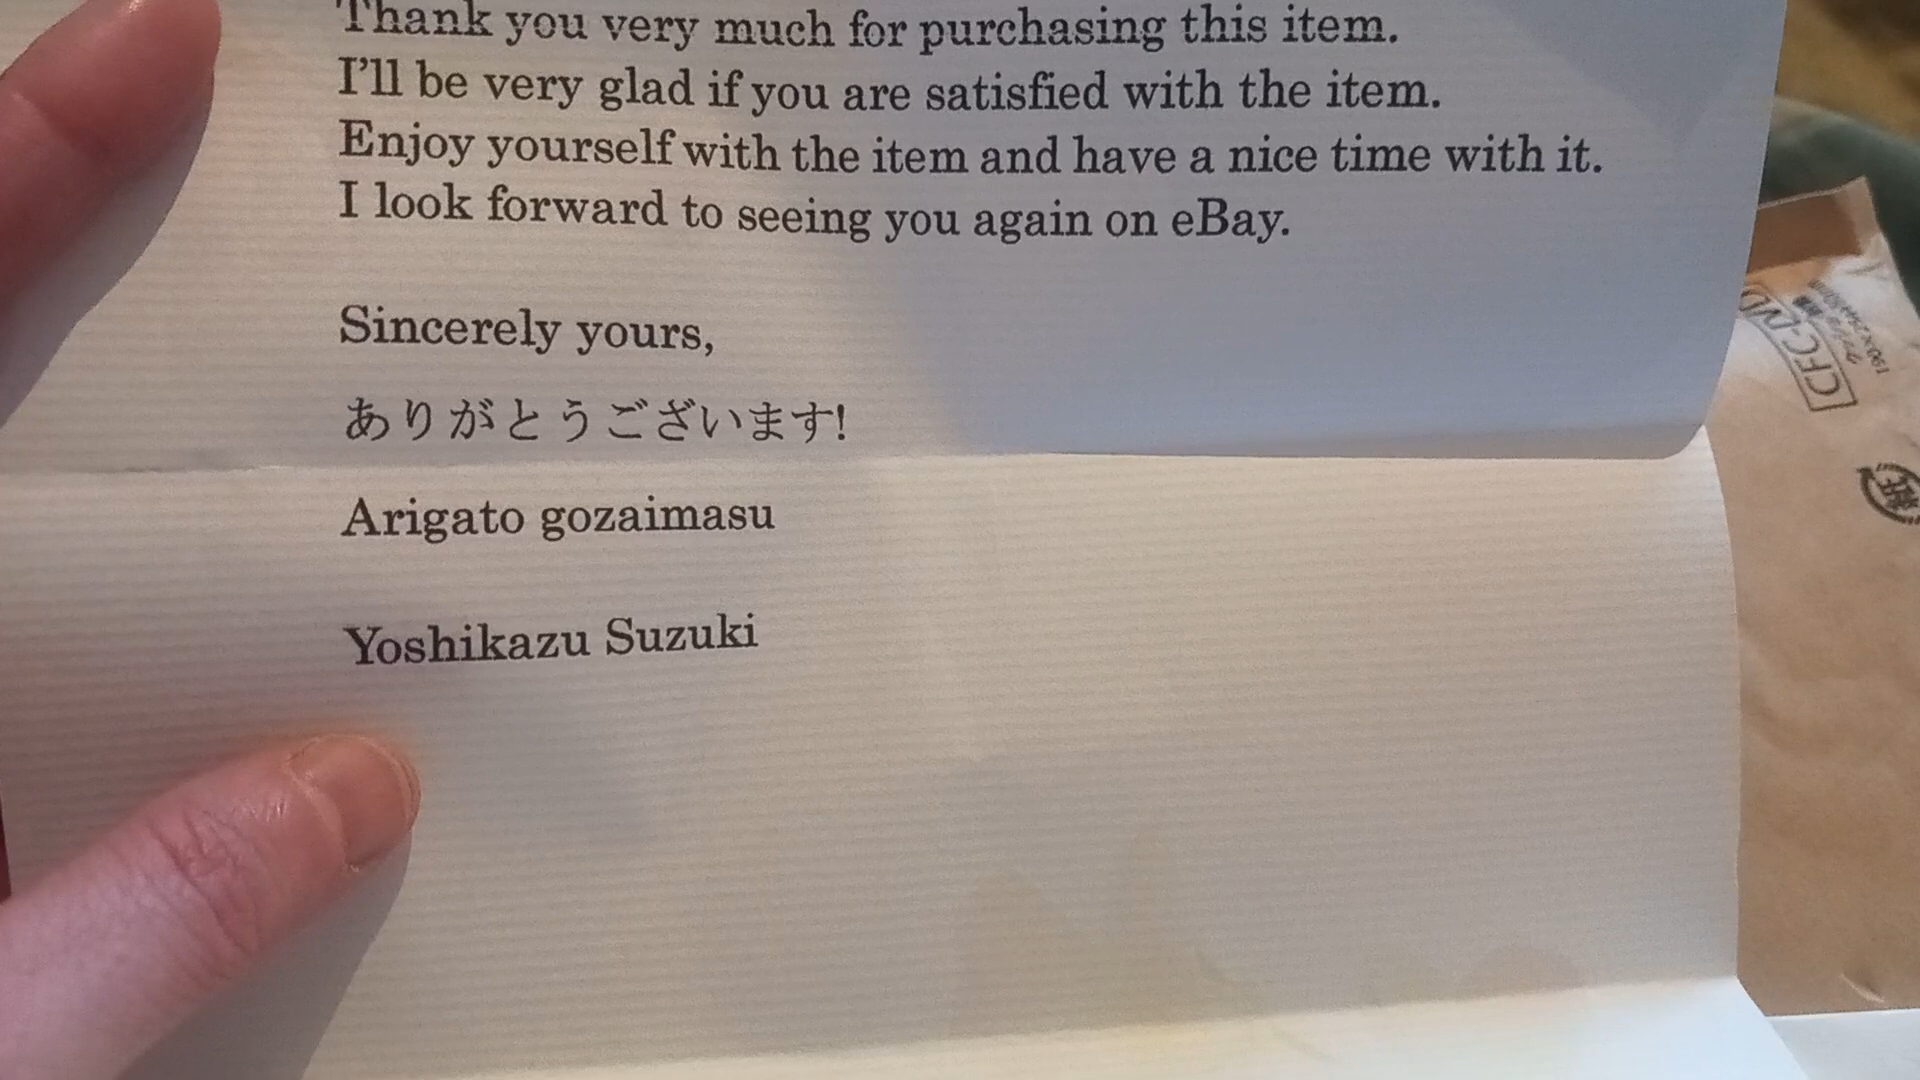 Thank you very much for purchasing this item.
I'll be very glad if you are satisfied with the item.
Enjoy yourself with the item and have a nice time with it.
I look forward to seeing you again on eBay.
Sincerely yours,
ありがとうございます!
Arigato gozaimasu
Yoshikazu Suzuki
紙